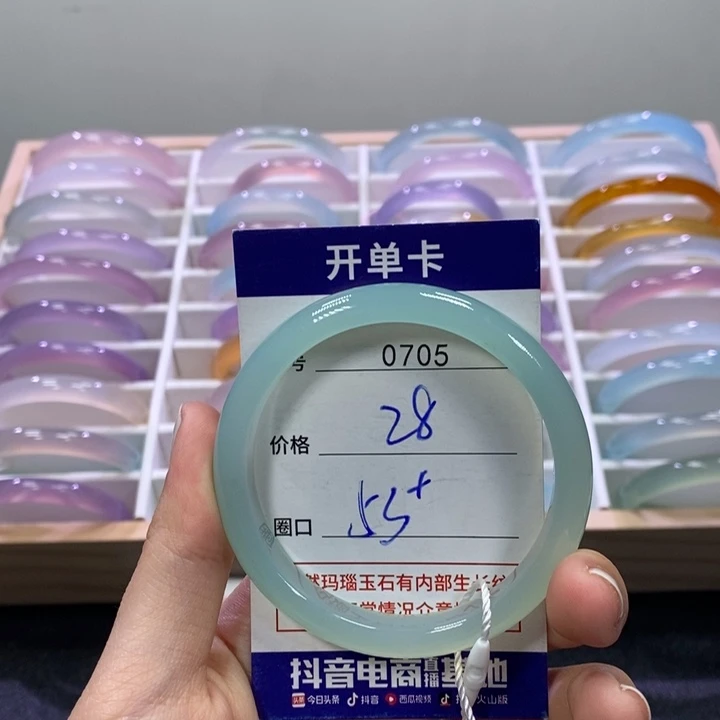 开单卡
号 0705
价格 28
圈口 55+
然玛瑙玉石有内部生长纹
抖音电商直播基地
今日头条 抖音 西瓜视频 抖音火山版